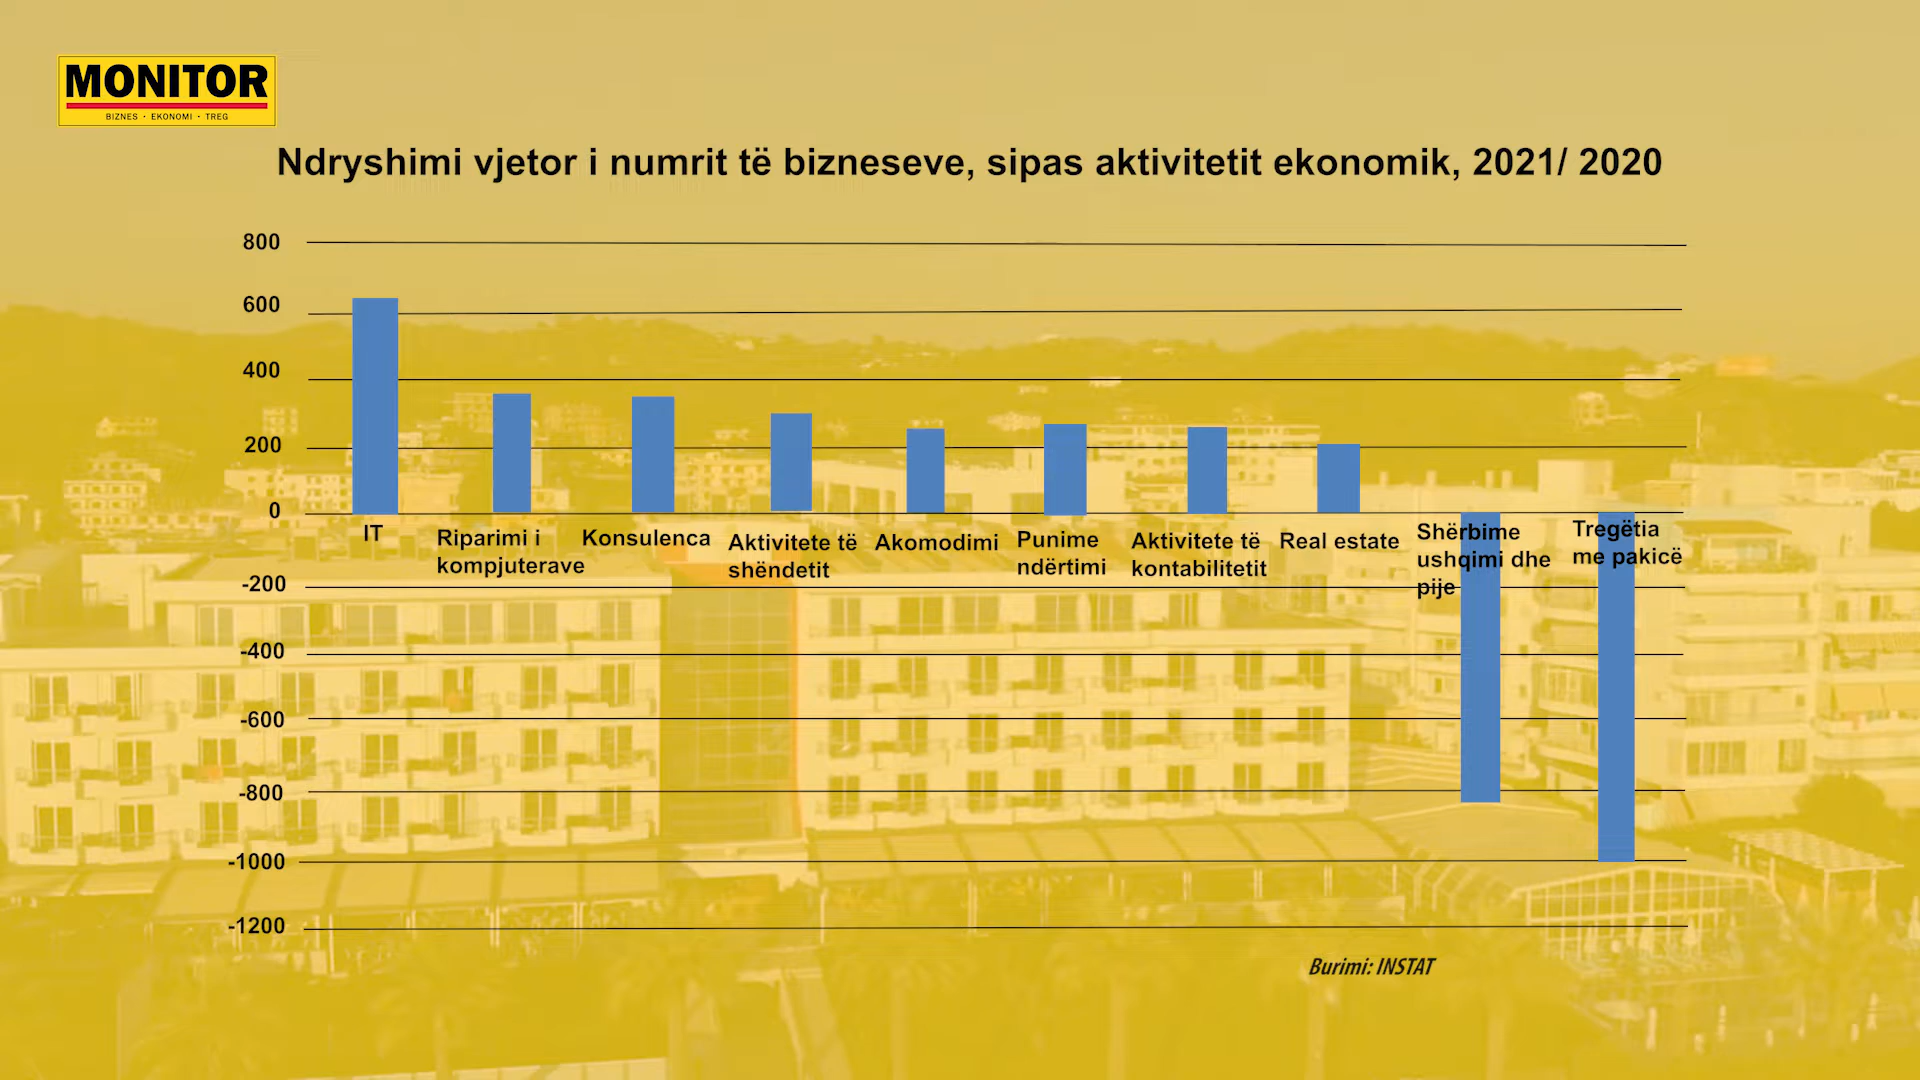 MONITOR
BIZNES • EKONOMI • TREG
Ndryshimi vjetor i numrit të bizneseve, sipas aktivitetit ekonomik, 2021/ 2020
800
600
400
200
0
IT
Riparimi i
kompjuterave
Konsulenca
Aktivitete të
shëndetit
Akomodimi
Punime
ndërtimi
Aktivitete të
kontabilitetit
Real estate
Shërbime
ushqimi dhe
pije
Tregëtia
me pakicë
-200
-400
-600
-800
-1000
-1200
Burimi: INSTAT